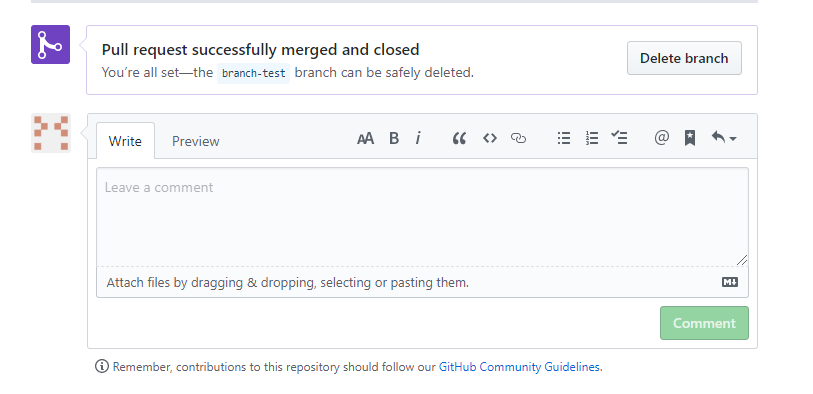 Pull request successfully merged and closed
You're all set—the branch-test branch can be safely deleted.
Delete branch
Write
Preview
AA B i
@
Leave a comment
Attach files by dragging & dropping, selecting or pasting them.
M↓
Comment
Remember, contributions to this repository should follow our GitHub Community Guidelines.